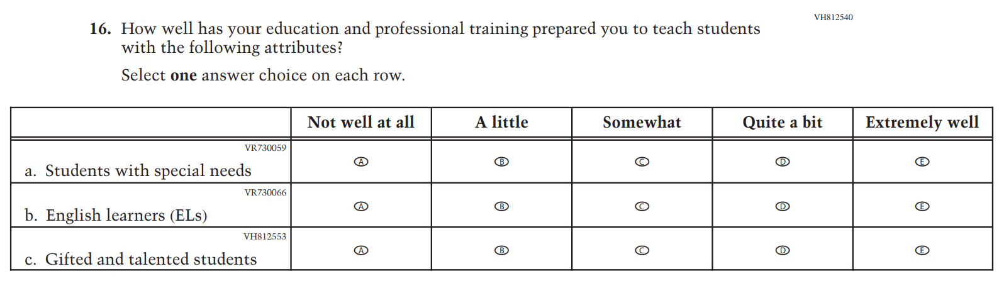 VH812540
16. How well has your education and professional training prepared you to teach students
with the following attributes?
Select one answer choice on each row.
Not well at all A little Somewhat Quite a bit Extremely well
VR730059
a. Students with special needs A B C D E
VR730066
b. English learners (ELs) A B C D E
VH812553
c. Gifted and talented students A B C D E